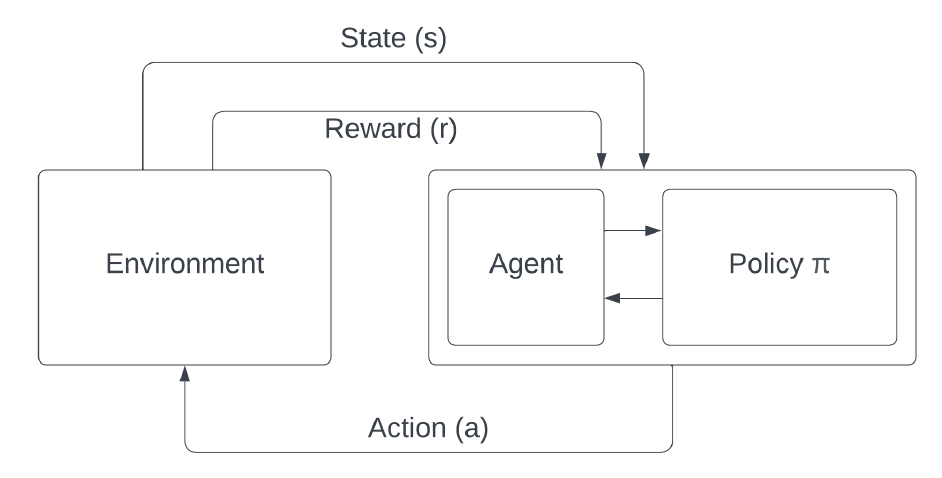 State (s)
Reward (r)
Environment
Agent
Policy π
Action (a)